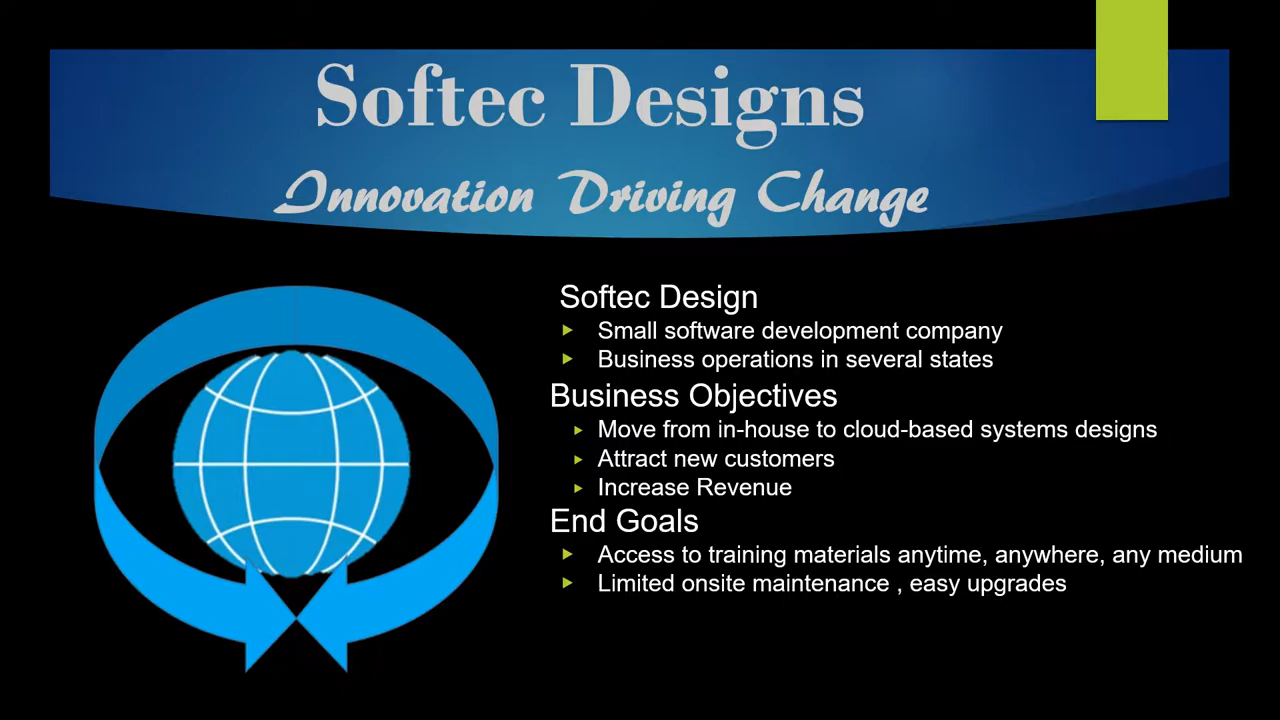 Softec Designs
Innovation Driving Change
Softec Design
Small software development company
Business operations in several states
Business Objectives
Move from in-house to cloud-based systems designs
Attract new customers
Increase Revenue
End Goals
Access to training materials anytime, anywhere, any medium
Limited onsite maintenance , easy upgrades